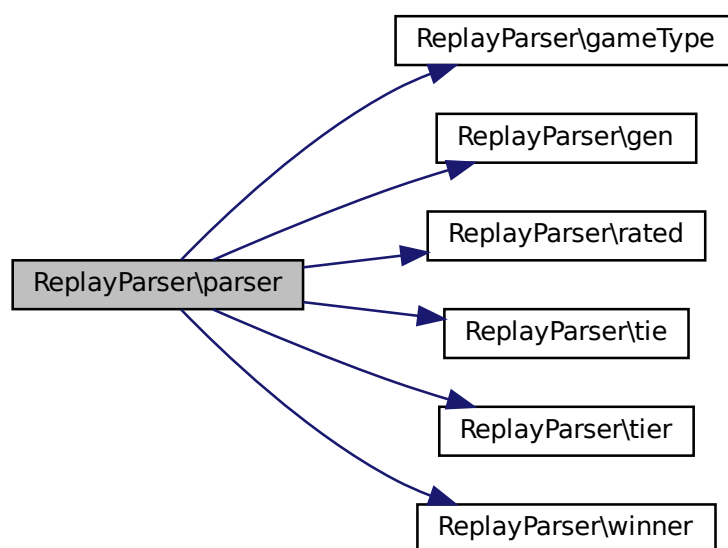 ReplayParser\gameType
ReplayParser\gen
ReplayParser\rated
ReplayParser\parser
ReplayParser\tie
ReplayParser\tier
ReplayParser\winner